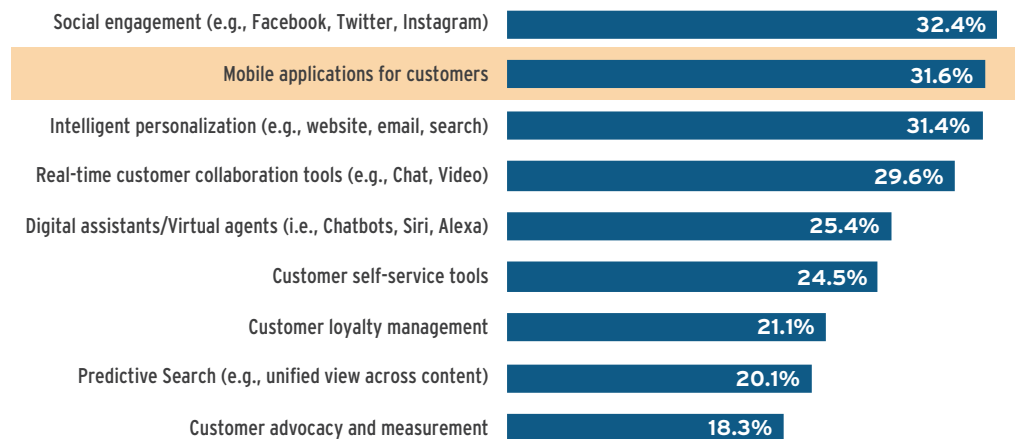 Social engagement (e.g., Facebook, Twitter, Instagram) 32.4%
Mobile applications for customers 31.6%
Intelligent personalization (e.g., website, email, search) 31.4%
Real-time customer collaboration tools (e.g., Chat, Video) 29.6%
Digital assistants/Virtual agents (i.e., Chatbots, Siri, Alexa) 25.4%
Customer self-service tools 24.5%
Customer loyalty management 21.1%
Predictive Search (e.g., unified view across content) 20.1%
Customer advocacy and measurement 18.3%